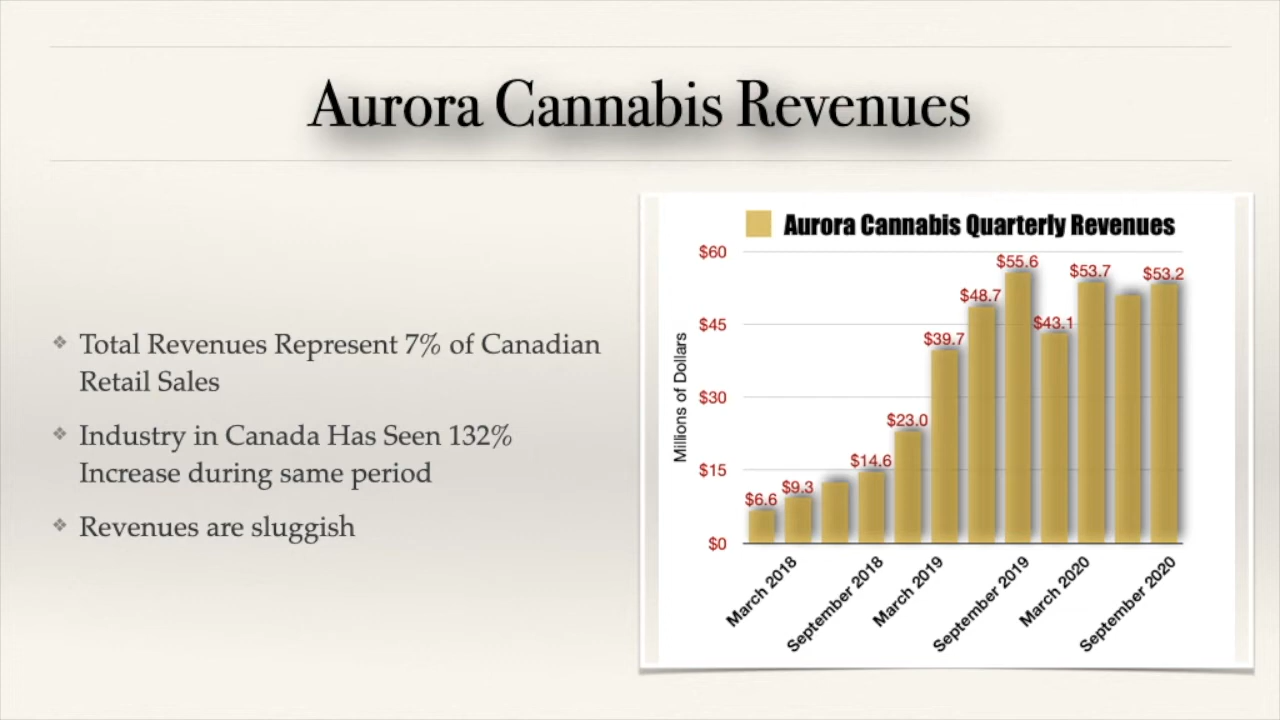 Aurora Cannabis Revenues
❖ Total Revenues Represent 7% of Canadian
Retail Sales
❖ Industry in Canada Has Seen 132%
Increase during same period
❖ Revenues are sluggish
Aurora Cannabis Quarterly Revenues
Millions of Dollars
$60
$45
$30
$15
$0
$6.6
$9.3
$14.6
$23.0
$39.7
$48.7
$55.6
$43.1
$53.7
$53.2
March 2018
September 2018
March 2019
September 2019
March 2020
September 2020